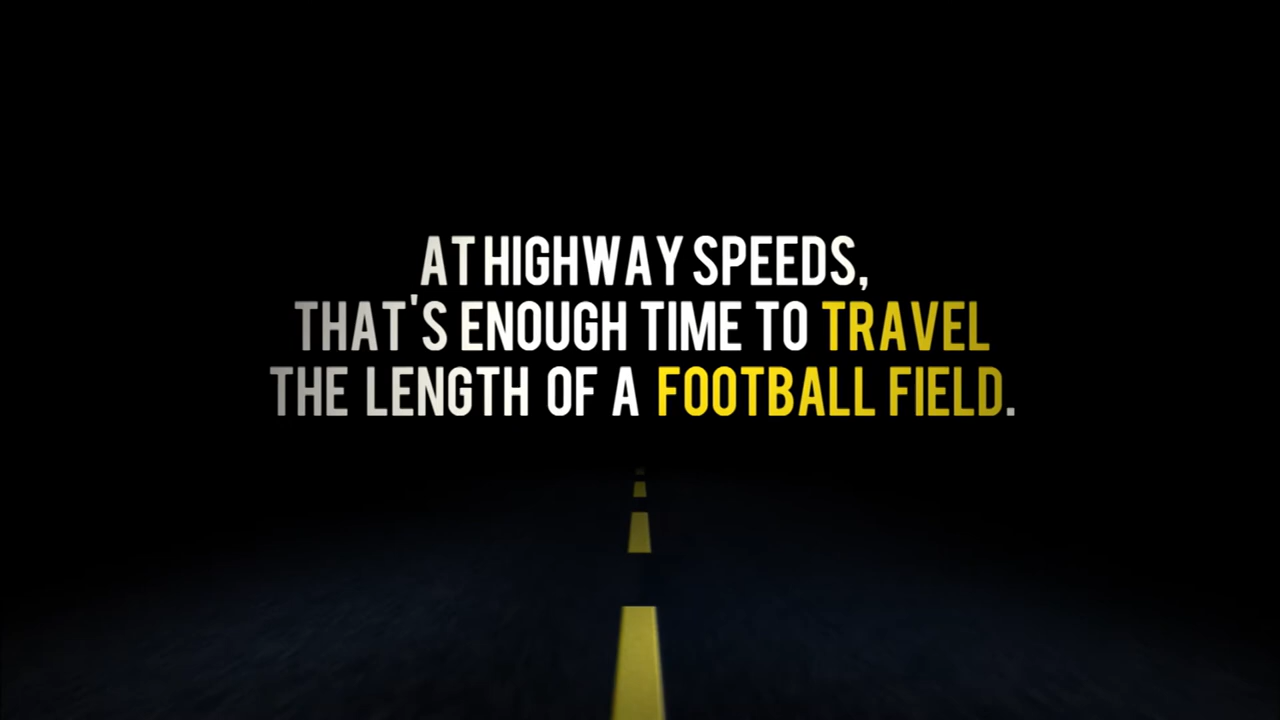 AT HIGHWAY SPEEDS,
THAT'S ENOUGH TIME TO TRAVEL
THE LENGTH OF A FOOTBALL FIELD.